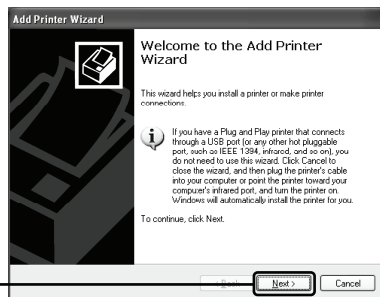 Add Printer Wizard
Welcome to the Add Printer
Wizard
This wizard helps you install a printer or make printer
connections.
If you have a Plug and Play printer that connects
through a USB port (or any other hot pluggable
port, such as IEEE 1394, infrared, and so on), you
do not need to use this wizard. Click Cancel to
close the wizard, and then plug the printer's cable
into your computer or point the printer toward your
computer's infrared port, and turn the printer on.
Windows will automatically install the printer for you.
To continue, click Next.
< Back
Next >
Cancel